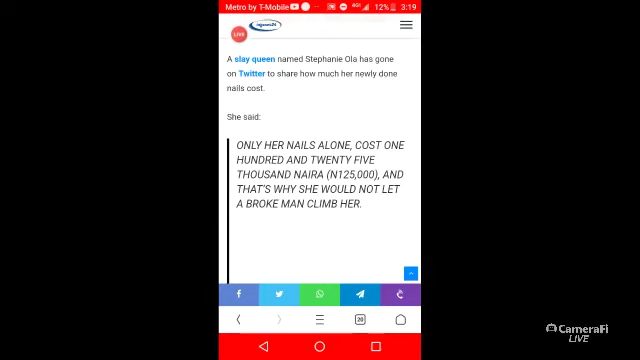 Metro by T-Mobile
4G
12%
3:19
LIVE
A slay queen named Stephanie Ola has gone
on Twitter to share how much her newly done
nails cost.
She said:
ONLY HER NAILS ALONE, COST ONE
HUNDRED AND TWENTY FIVE
THOUSAND NAIRA (N125,000), AND
THAT'S WHY SHE WOULD NOT LET
A BROKE MAN CLIMB HER.
20
CameraFi
LIVE